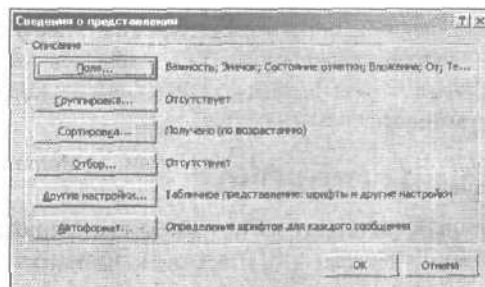 Сведения о представлении
Описание
Поля... Важность; Значок; Состояние отметки; Вложение; От; Те...
Группировка... Отсутствует
Сортировка... Получено (по возрастанию)
Отбор... Отсутствует
Другие настройки... Табличное представление: шрифты и другие настройки
Автоформат... Определение шрифтов для каждого сообщения
ОК Отмена